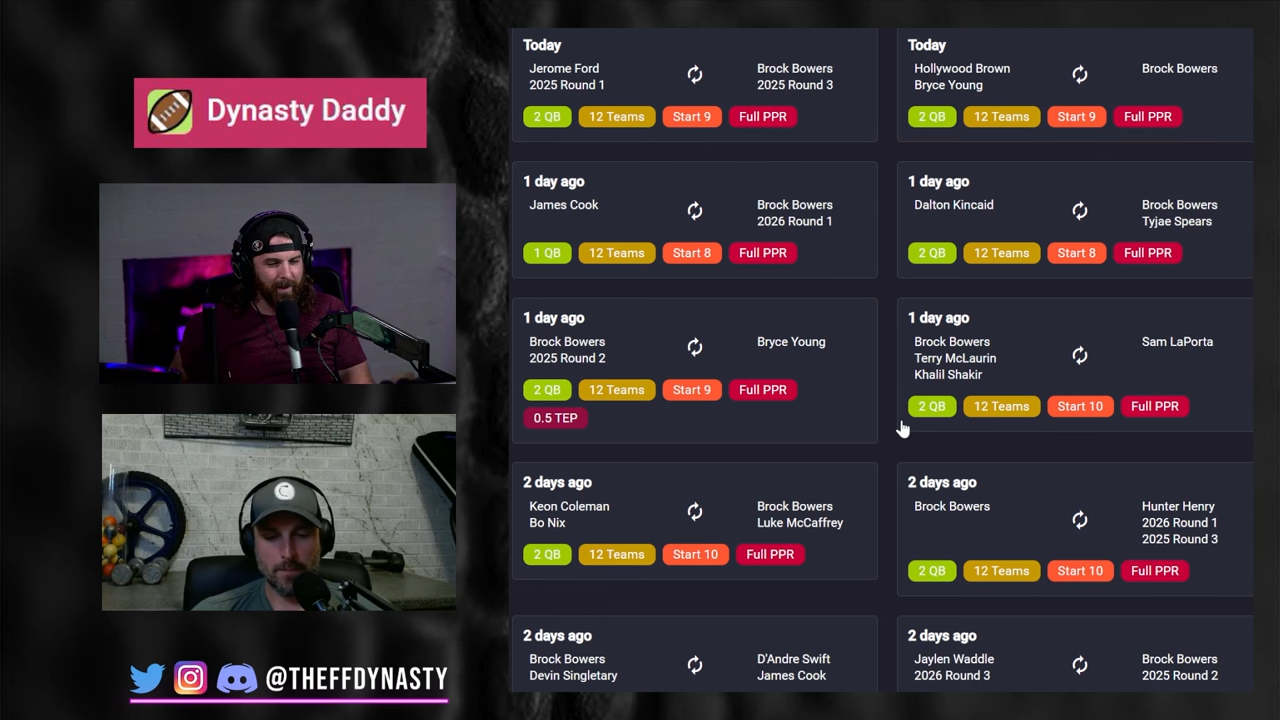 Dynasty Daddy
@THEFFDYNASTY
Today
Jerome Ford
2025 Round 1
Brock Bowers
2025 Round 3
2 QB
12 Teams
Start 9
Full PPR
Today
Hollywood Brown
Bryce Young
Brock Bowers
2 QB
12 Teams
Start 9
Full PPR
1 day ago
James Cook
Brock Bowers
2026 Round 1
1 QB
12 Teams
Start 8
Full PPR
1 day ago
Dalton Kincaid
Brock Bowers
Tyjae Spears
2 QB
12 Teams
Start 8
Full PPR
1 day ago
Brock Bowers
2025 Round 2
Bryce Young
2 QB
12 Teams
Start 9
Full PPR
0.5 TEP
1 day ago
Brock Bowers
Terry McLaurin
Khalil Shakir
Sam LaPorta
2 QB
12 Teams
Start 10
Full PPR
2 days ago
Keon Coleman
Bo Nix
Brock Bowers
Luke McCaffrey
2 QB
12 Teams
Start 10
Full PPR
2 days ago
Brock Bowers
Hunter Henry
2026 Round 1
2025 Round 3
2 QB
12 Teams
Start 10
Full PPR
2 days ago
Brock Bowers
Devin Singletary
D'Andre Swift
James Cook
2 days ago
Jaylen Waddle
2026 Round 3
Brock Bowers
2025 Round 2